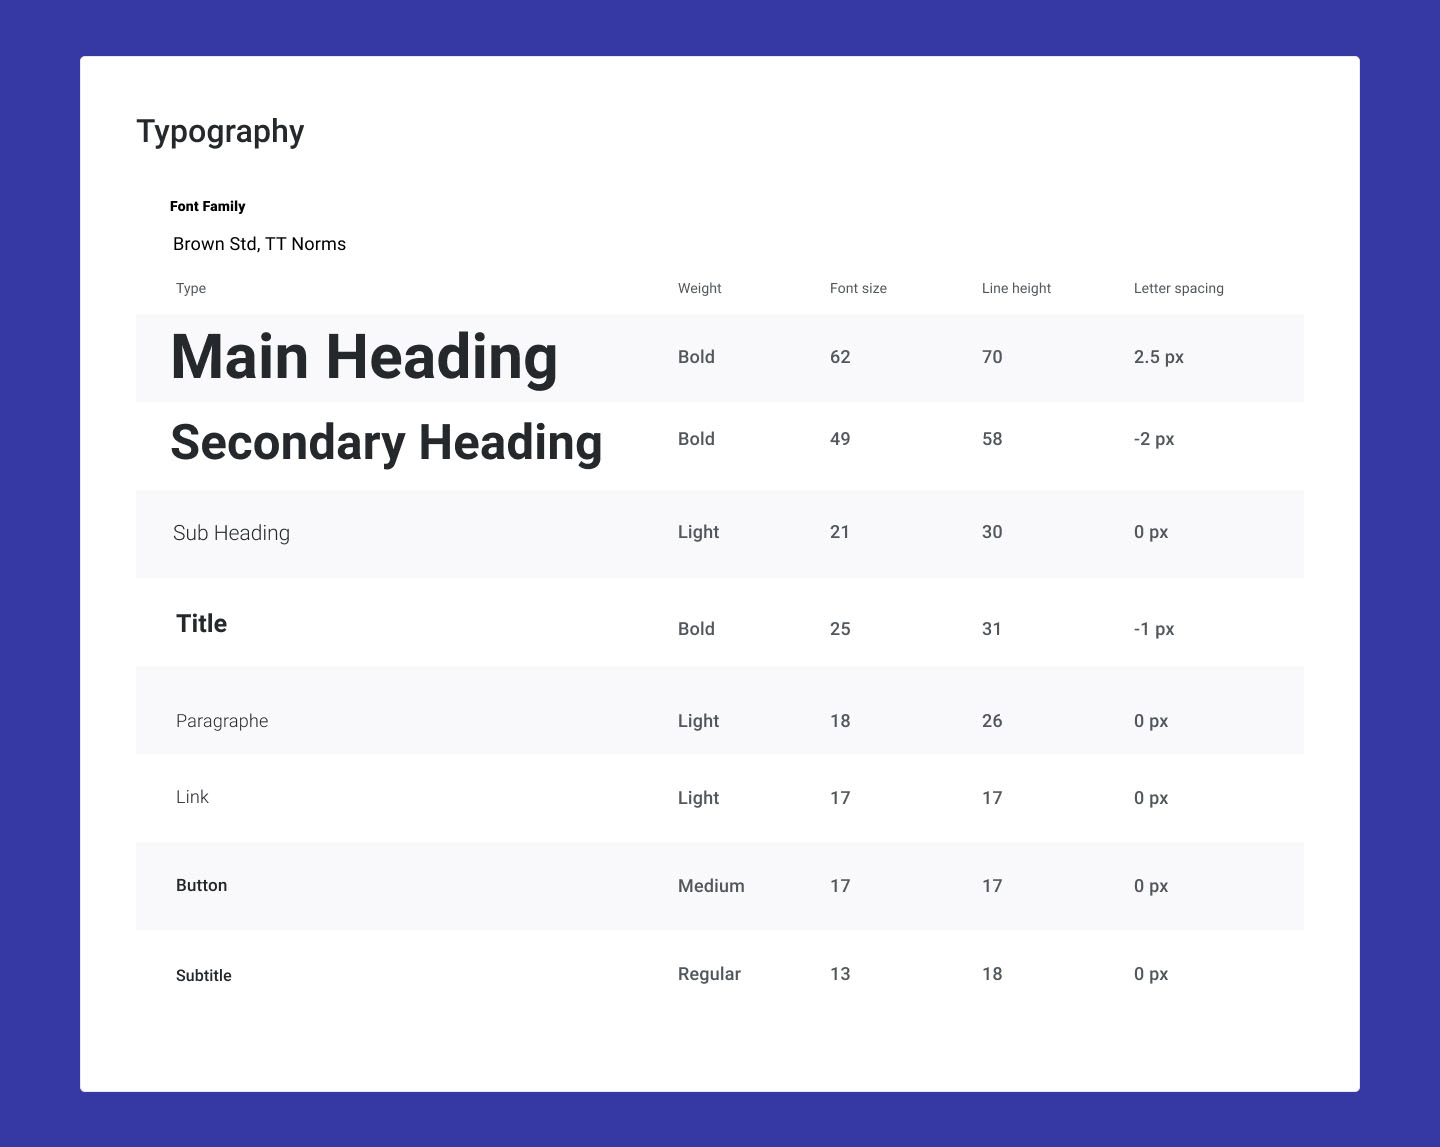 Typography
Font Family
Brown Std, TT Norms
Type Weight Font size Line height Letter spacing
Main Heading Bold 62 70 2.5 px
Secondary Heading Bold 49 58 -2 px
Sub Heading Light 21 30 0 px
Title Bold 25 31 -1 px
Paragraphe Light 18 26 0 px
Link Light 17 17 0 px
Button Medium 17 17 0 px
Subtitle Regular 13 18 0 px